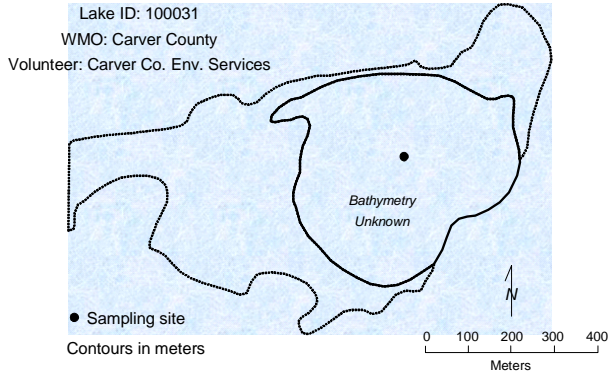 Lake ID: 100031
WMO: Carver County
Volunteer: Carver Co. Env. Services
Bathymetry
Unknown
N
Sampling site
Contours in meters
0 100 200 300 400
Meters